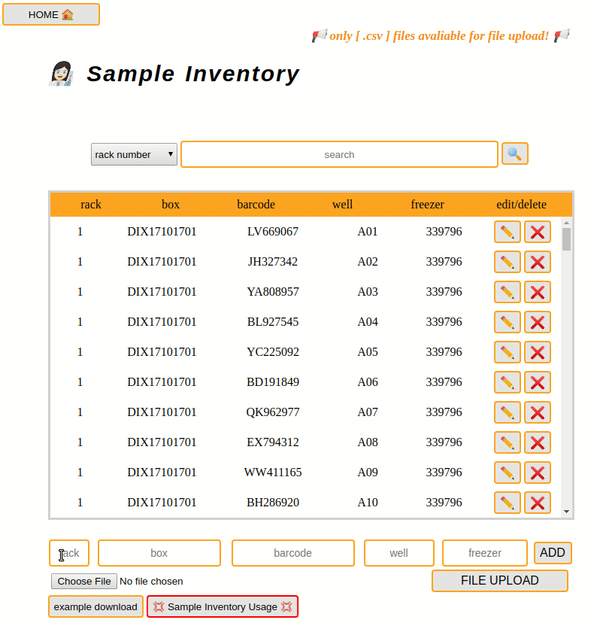 HOME
only [ .csv ] files avaliable for file upload!
Sample Inventory
rack number search
rack box barcode well freezer edit/delete
1 DIX17101701 LV669067 A01 339796
1 DIX17101701 JH327342 A02 339796
1 DIX17101701 YA808957 A03 339796
1 DIX17101701 BL927545 A04 339796
1 DIX17101701 YC225092 A05 339796
1 DIX17101701 BD191849 A06 339796
1 DIX17101701 QK962977 A07 339796
1 DIX17101701 EX794312 A08 339796
1 DIX17101701 WW411165 A09 339796
1 DIX17101701 BH286920 A10 339796
rack box barcode well freezer ADD
Choose File No file chosen FILE UPLOAD
example download Sample Inventory Usage